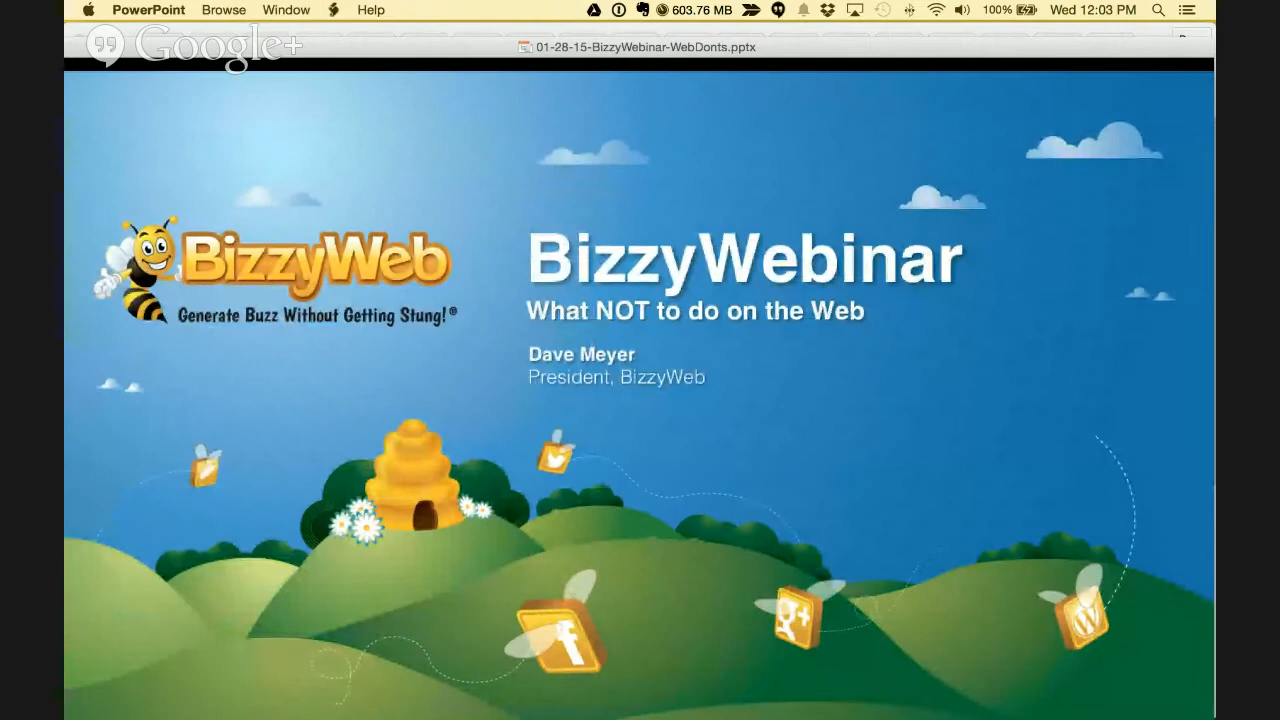 PowerPoint Browse Window Help 603.76 MB 100% Wed 12:03 PM
Google+
01-28-15-BizzyWebinar-WebDonts.pptx
BizzyWeb
Generate Buzz Without Getting Stung!®
BizzyWebinar
What NOT to do on the Web
Dave Meyer
President, BizzyWeb
f
g+
W